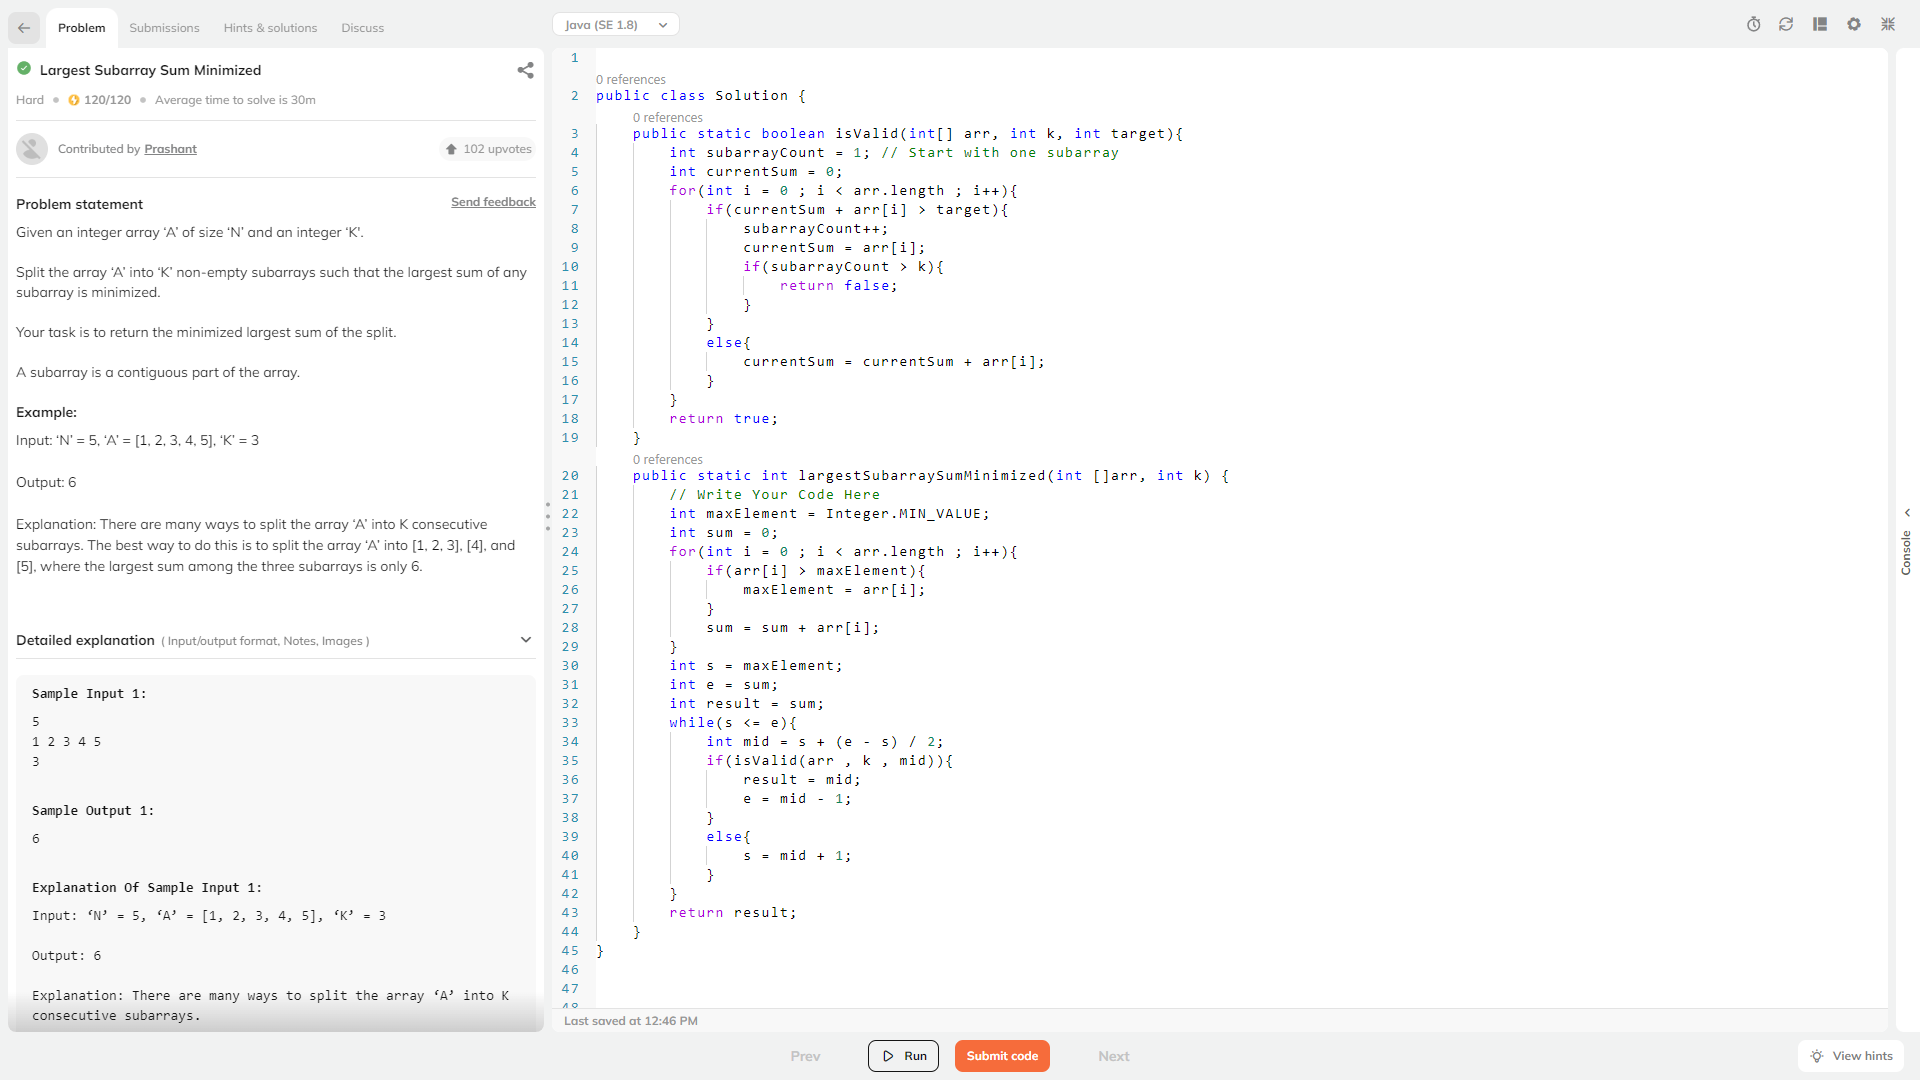 Problem
Submissions
Hints & solutions
Discuss
Java (SE 1.8)
Largest Subarray Sum Minimized
Hard
120/120
Average time to solve is 30m
Contributed by Prashant
102 upvotes
Problem statement
Send feedback
Given an integer array ‘A’ of size ‘N’ and an integer ‘K'.
Split the array ‘A’ into ‘K’ non-empty subarrays such that the largest sum of any
subarray is minimized.
Your task is to return the minimized largest sum of the split.
A subarray is a contiguous part of the array.
Example:
Input: ‘N’ = 5, ‘A’ = [1, 2, 3, 4, 5], ‘K’ = 3
Output: 6
Explanation: There are many ways to split the array ‘A’ into K consecutive
subarrays. The best way to do this is to split the array ‘A’ into [1, 2, 3], [4], and
[5], where the largest sum among the three subarrays is only 6.
Detailed explanation ( Input/output format, Notes, Images )
Sample Input 1:
5
1 2 3 4 5
3
Sample Output 1:
6
Explanation Of Sample Input 1:
Input: ‘N’ = 5, ‘A’ = [1, 2, 3, 4, 5], ‘K’ = 3
Output: 6
Explanation: There are many ways to split the array ‘A’ into K
consecutive subarrays.
1
0 references
2 public class Solution {
0 references
3 public static boolean isValid(int[] arr, int k, int target){
4 int subarrayCount = 1; // Start with one subarray
5 int currentSum = 0;
6 for(int i = 0 ; i < arr.length ; i++){
7 if(currentSum + arr[i] > target){
8 subarrayCount++;
9 currentSum = arr[i];
10 if(subarrayCount > k){
11 return false;
12 }
13 }
14 else{
15 currentSum = currentSum + arr[i];
16 }
17 }
18 return true;
19 }
0 references
20 public static int largestSubarraySumMinimized(int []arr, int k) {
21 // Write Your Code Here
22 int maxElement = Integer.MIN_VALUE;
23 int sum = 0;
24 for(int i = 0 ; i < arr.length ; i++){
25 if(arr[i] > maxElement){
26 maxElement = arr[i];
27 }
28 sum = sum + arr[i];
29 }
30 int s = maxElement;
31 int e = sum;
32 int result = sum;
33 while(s <= e){
34 int mid = s + (e - s) / 2;
35 if(isValid(arr , k , mid)){
36 result = mid;
37 e = mid - 1;
38 }
39 else{
40 s = mid + 1;
41 }
42 }
43 return result;
44 }
45 }
46
47
48
Last saved at 12:46 PM
Console
Prev
Run
Submit code
Next
View hints